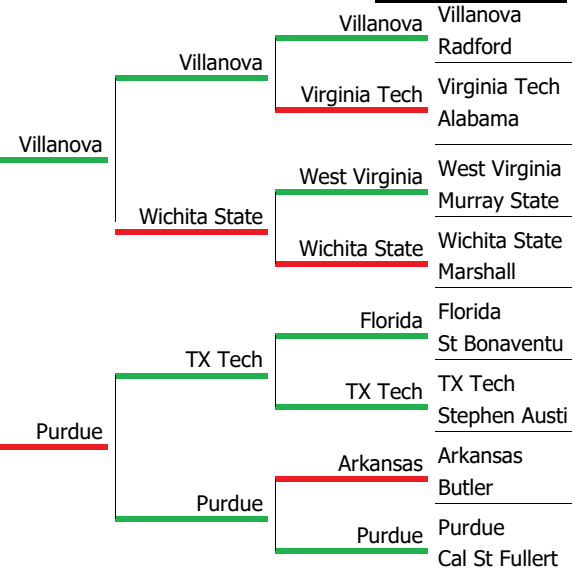 Villanova
Radford
Virginia Tech
Alabama
West Virginia
Murray State
Wichita State
Marshall
Florida
St Bonaventu
TX Tech
Stephen Austi
Arkansas
Butler
Purdue
Cal St Fullert
Villanova
Virginia Tech
West Virginia
Wichita State
Florida
TX Tech
Arkansas
Purdue
Villanova
Wichita State
TX Tech
Purdue
Villanova
Purdue